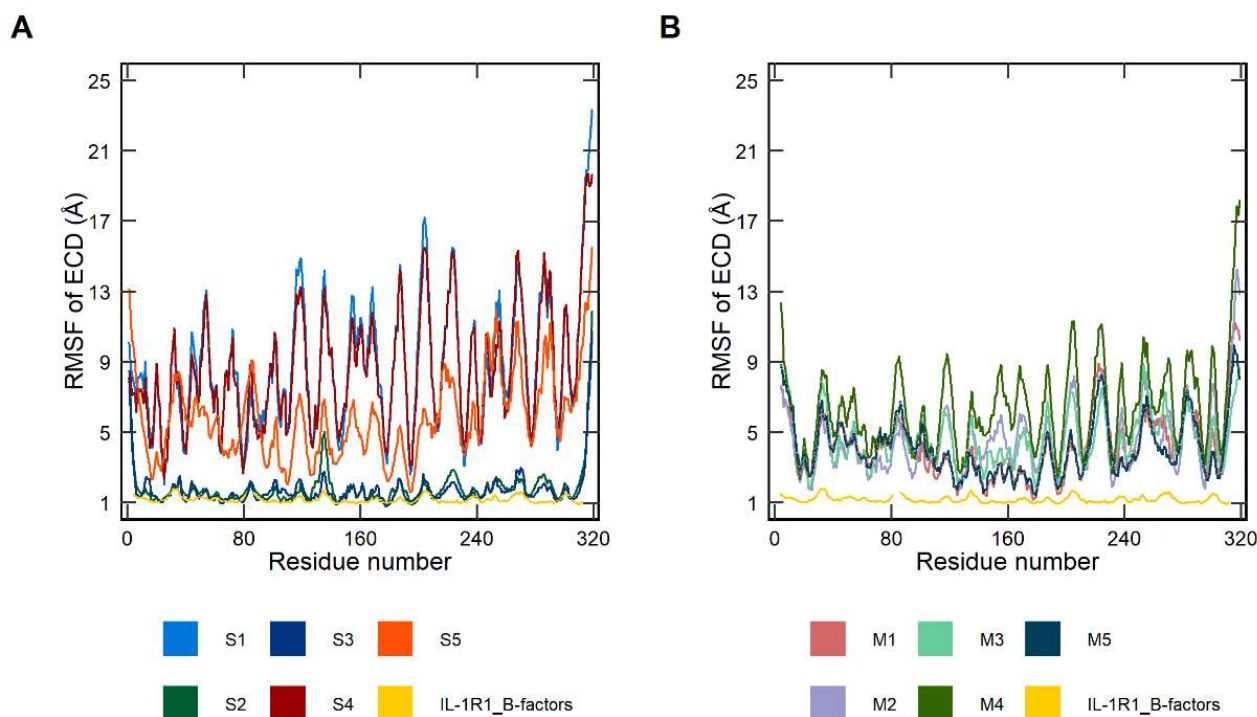 A
B
RMSF of ECD (Å)
25
21
17
13
9
5
1
0
80
160
240
320
Residue number
S1
S3
S5
S2
S4
IL-1R1_B-factors
RMSF of ECD (Å)
25
21
17
13
9
5
1
0
80
160
240
320
Residue number
M1
M3
M5
M2
M4
IL-1R1_B-factors